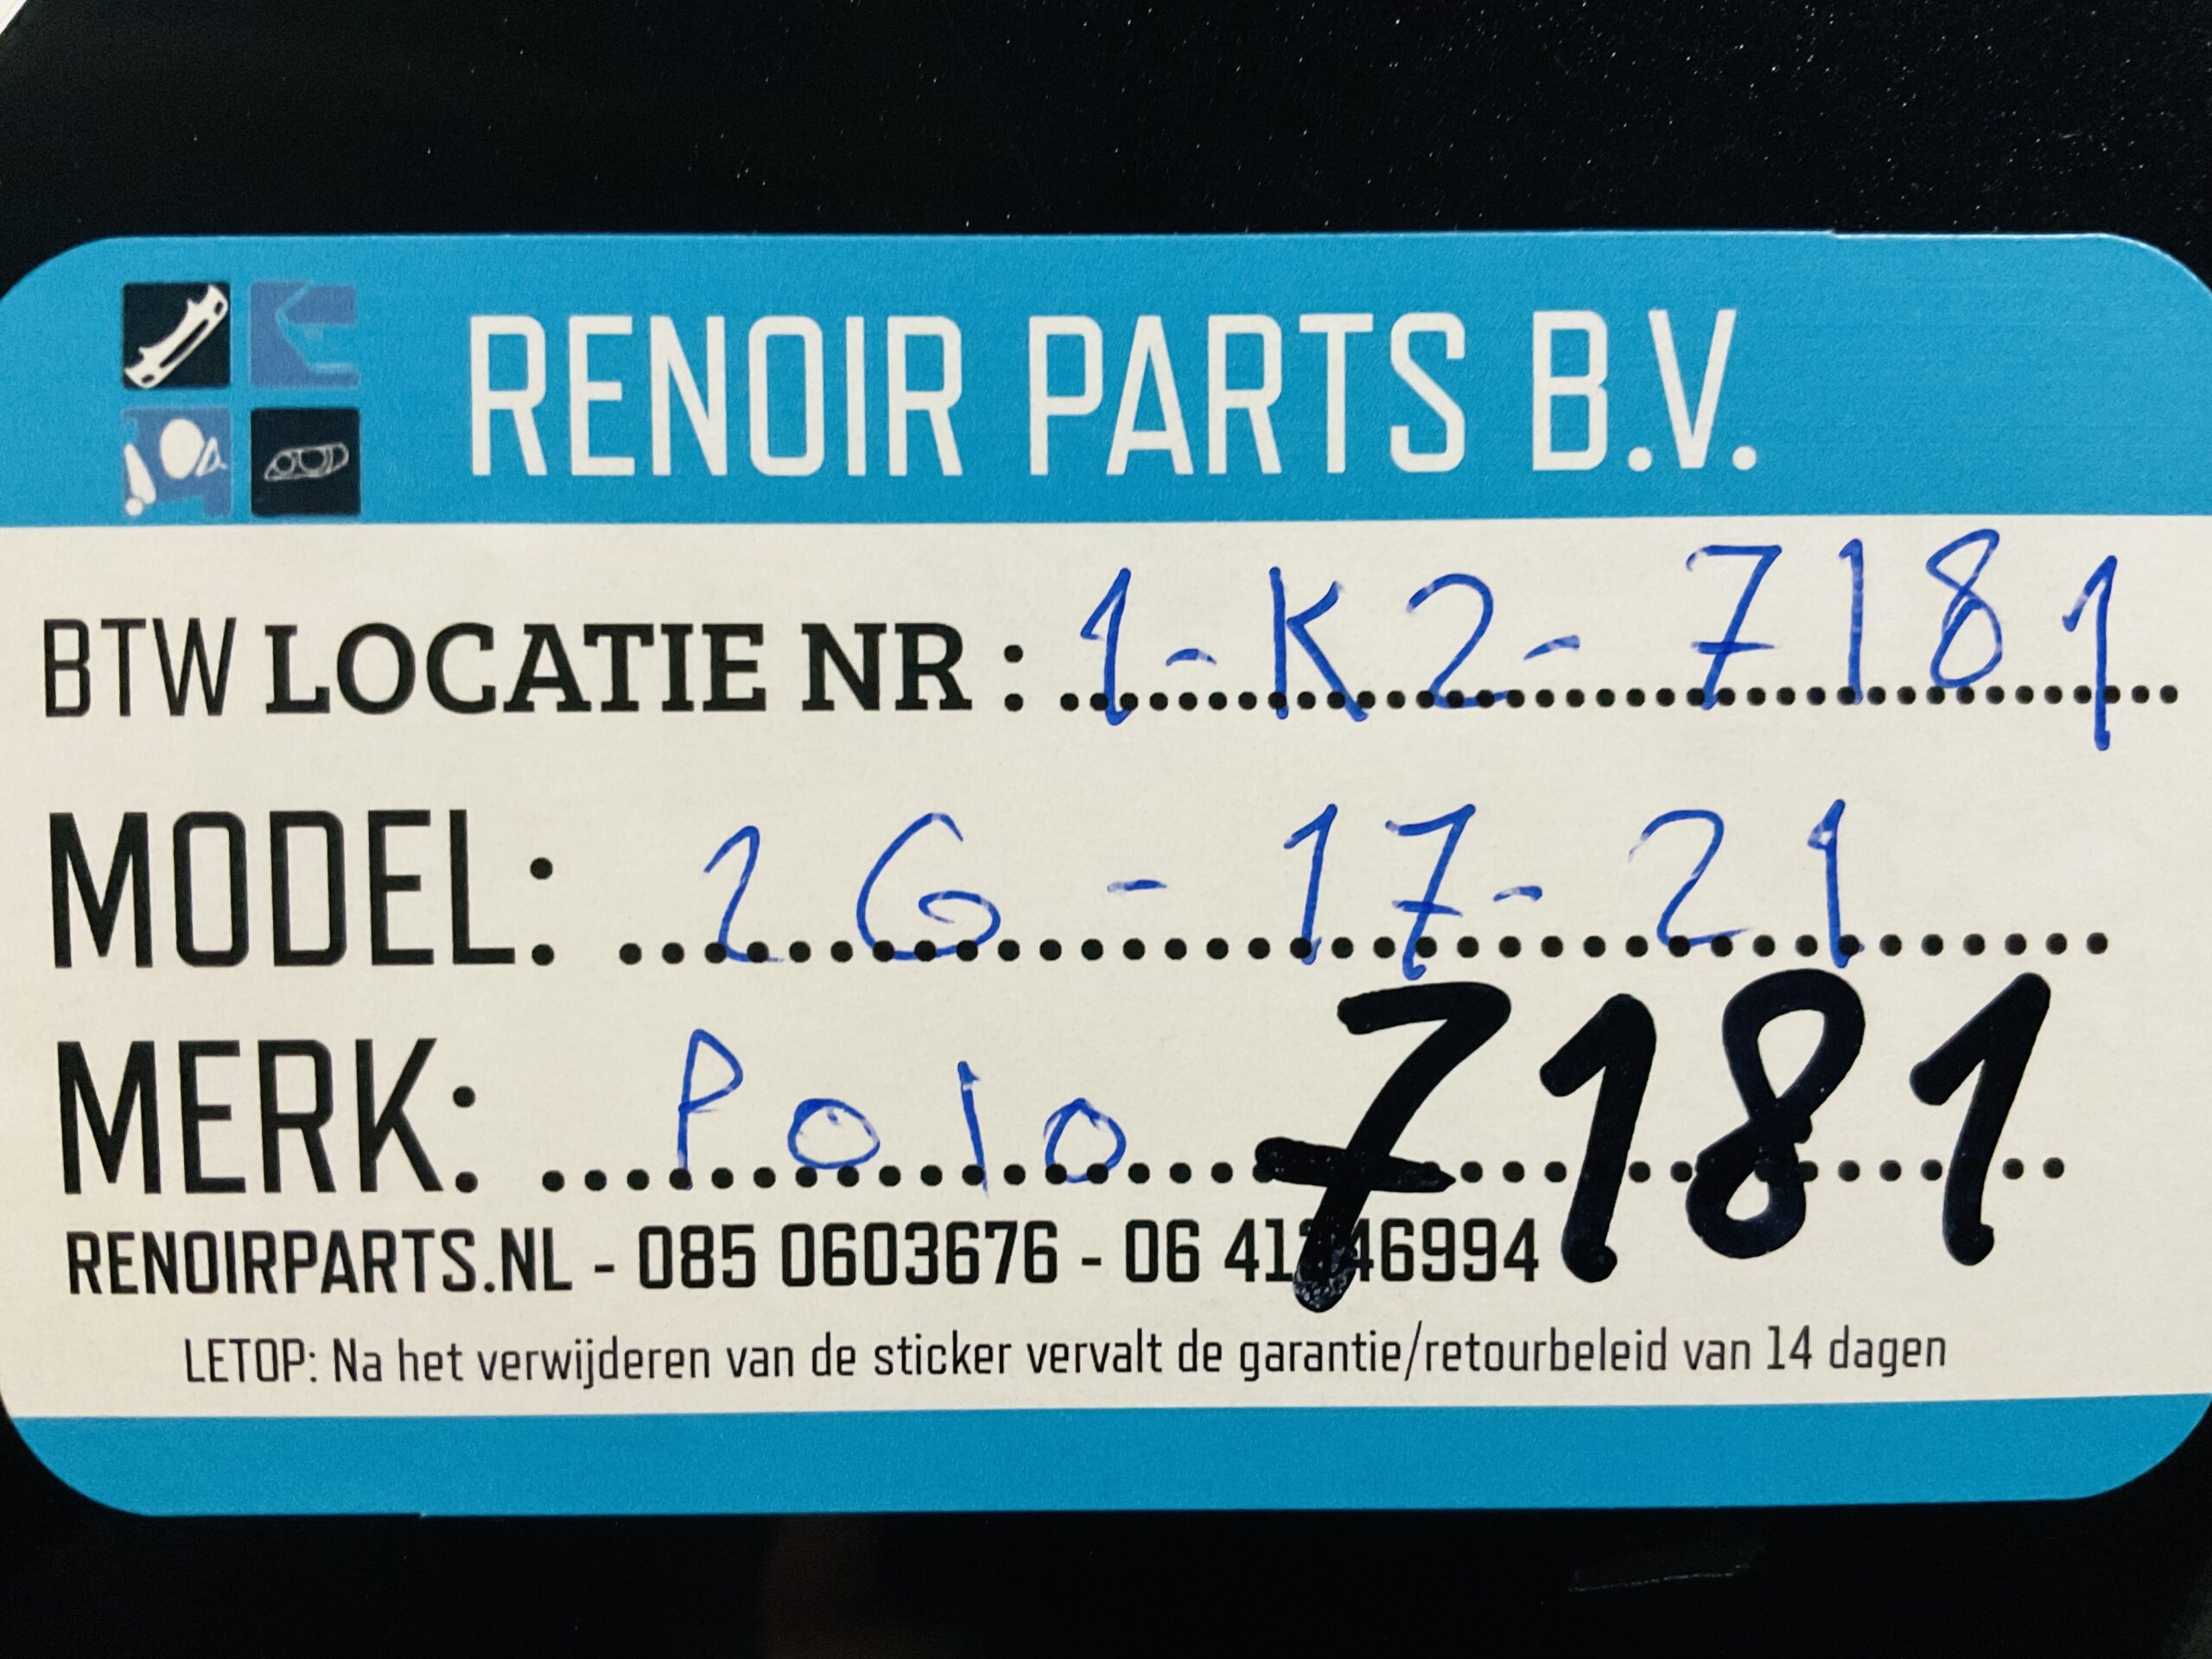 RENOIR PARTS B.V.
BTW LOCATIE NR : 1-K2-7181
MODEL: 2G - 17-21
MERK: Polo 7181
RENOIRPARTS.NL - 085 0603676 - 06
LETOP: Na het verwijderen van de sticker vervalt de garantie/retourbeleid van 14 dagen